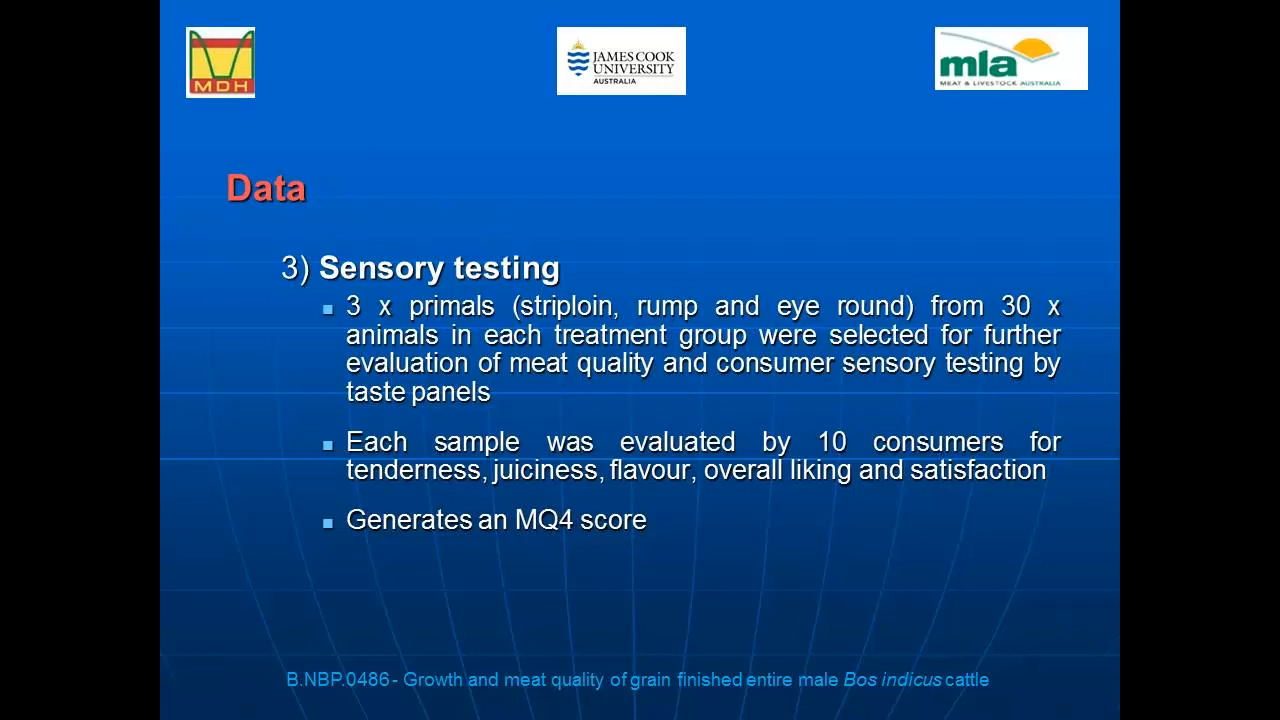 MDH
JAMES COOK
UNIVERSITY
AUSTRALIA
mla
MEAT & LIVESTOCK AUSTRALIA
Data
3) Sensory testing
3 x primals (striploin, rump and eye round) from 30 x
animals in each treatment group were selected for further
evaluation of meat quality and consumer sensory testing by
taste panels
Each sample was evaluated by 10 consumers for
tenderness, juiciness, flavour, overall liking and satisfaction
Generates an MQ4 score
B.NBP.0486 - Growth and meat quality of grain finished entire male Bos indicus cattle